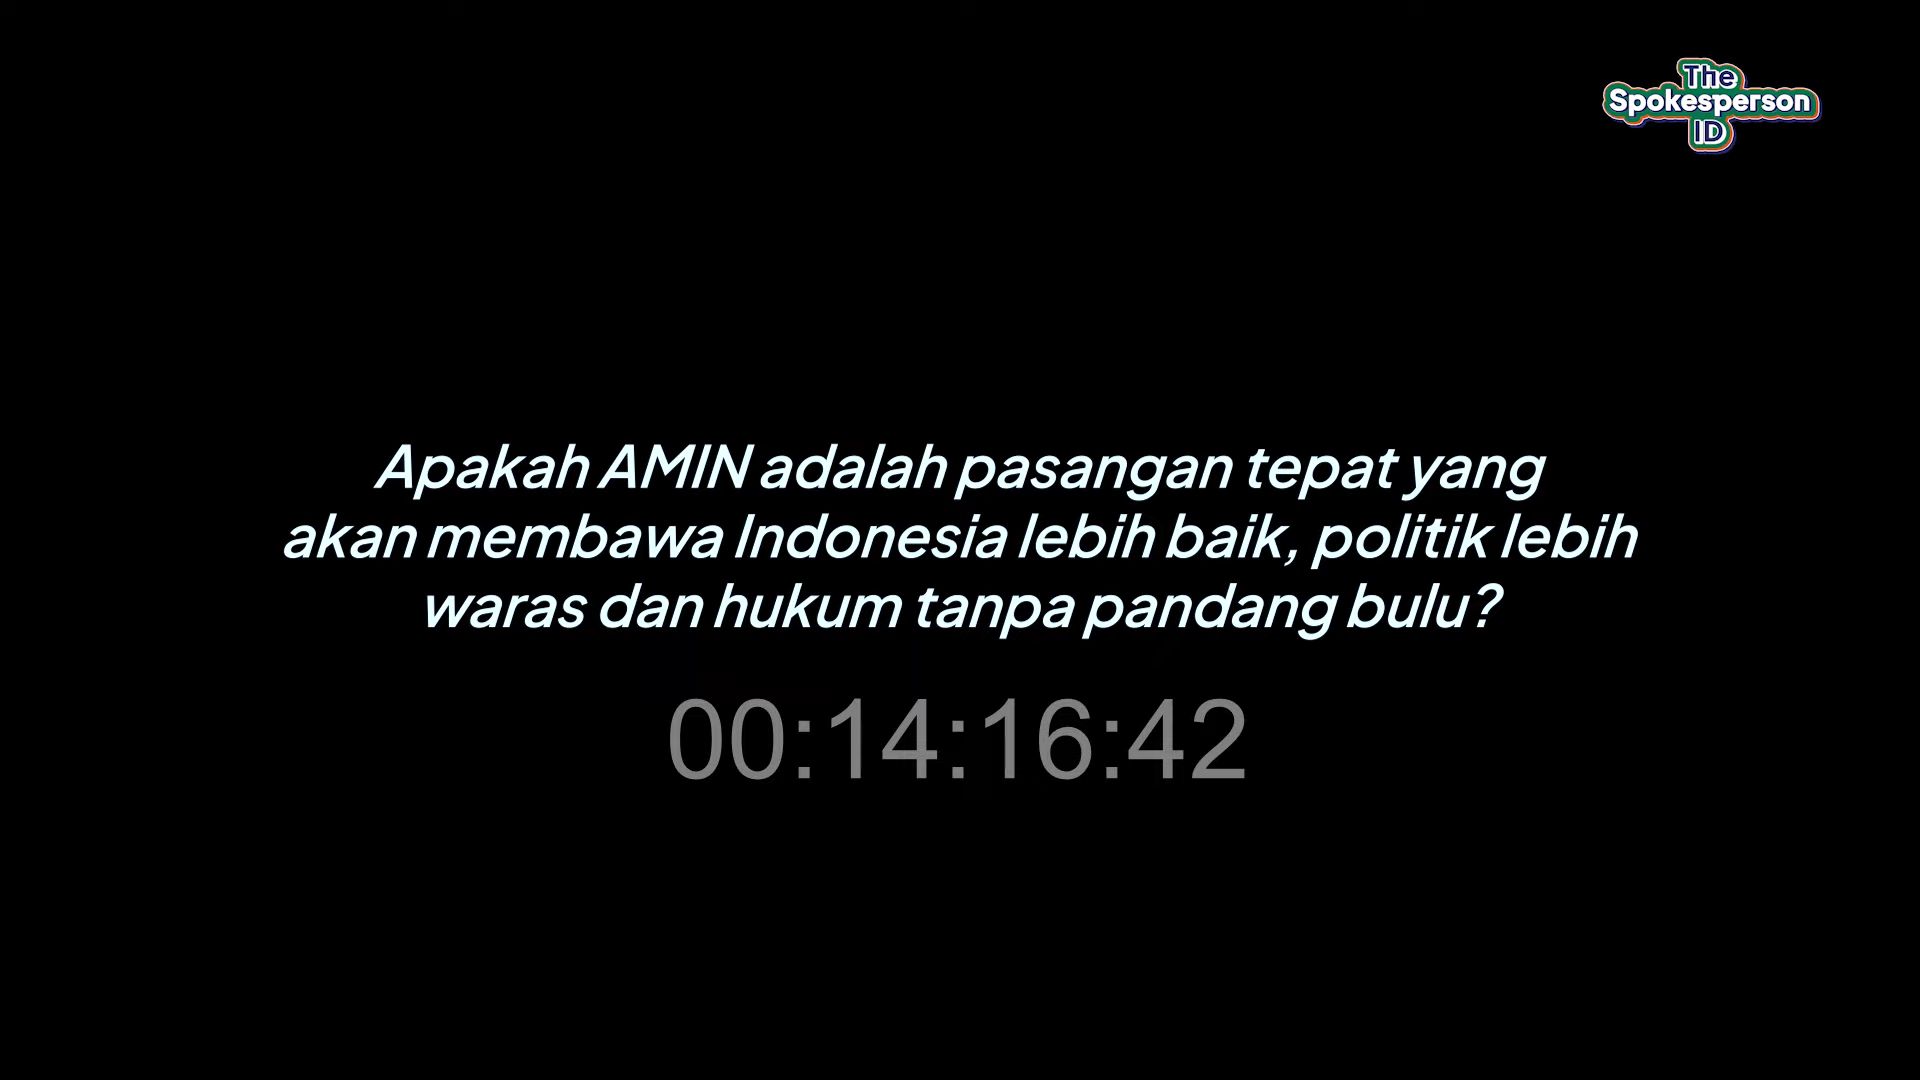 The
Spokesperson
ID
Apakah AMIN adalah pasangan tepat yang
akan membawa Indonesia lebih baik, politik lebih
waras dan hukum tanpa pandang bulu?
00:14:16:42